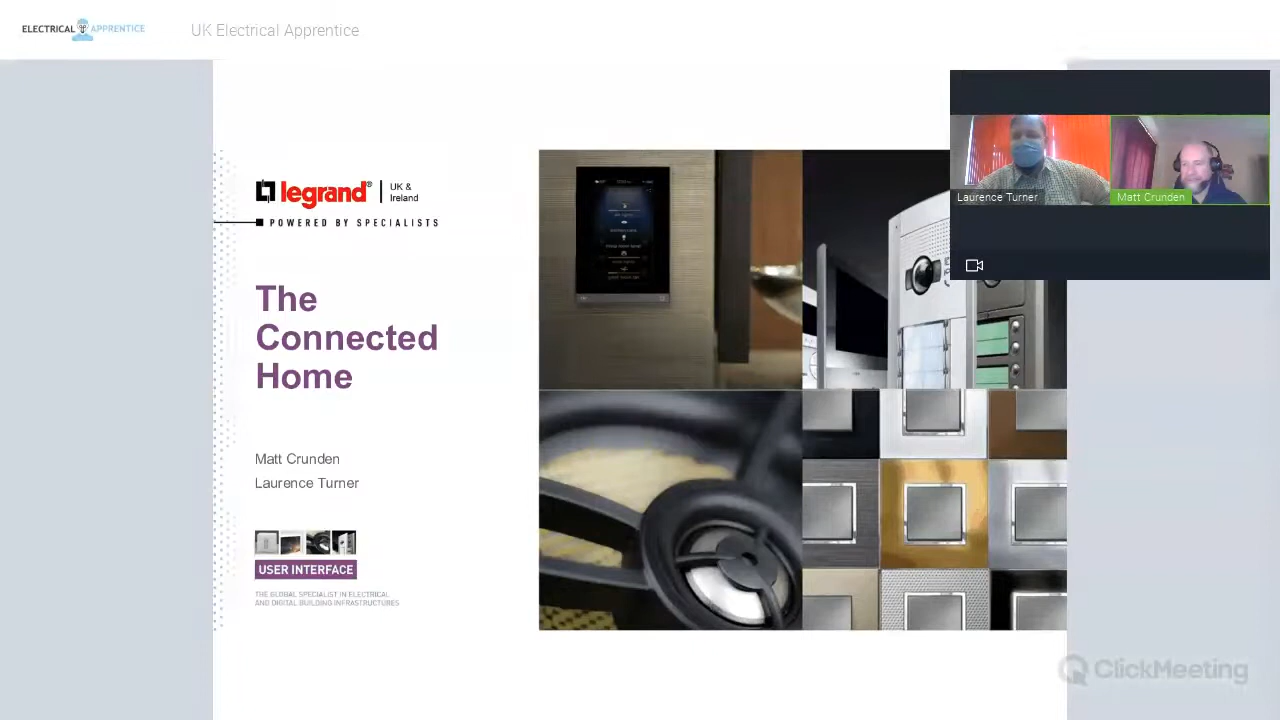 ELECTRICAL APPRENTICE
UK Electrical Apprentice
legrand® UK & Ireland
POWERED BY SPECIALISTS
The
Connected
Home
Matt Crunden
Laurence Turner
USER INTERFACE
THE GLOBAL SPECIALIST IN ELECTRICAL
AND DIGITAL BUILDING INFRASTRUCTURES
Laurence Turner
Matt Crunden
ClickMeeting